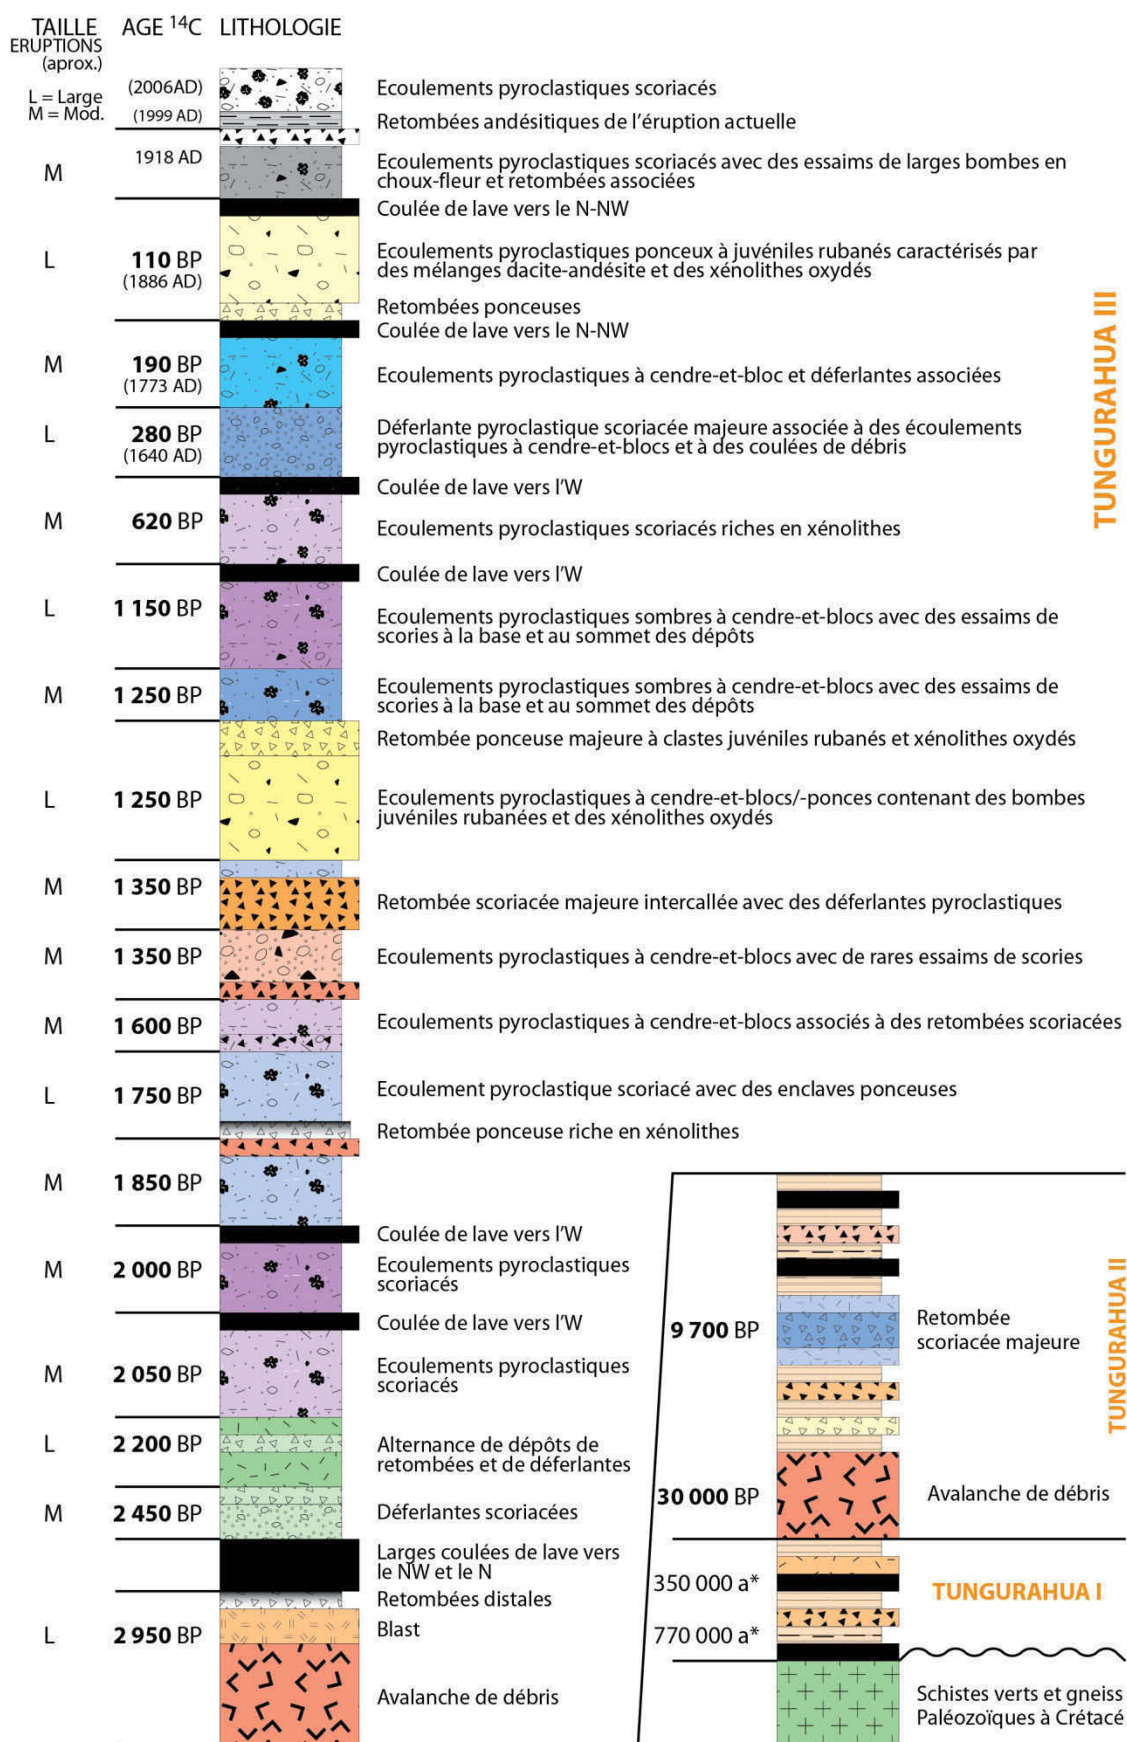 TAILLE
ERUPTIONS
(aprox.)
L = Large
M = Mod.
AGE 14C
LITHOLOGIE
(2006AD)
Ecoulements pyroclastiques scoriacés
(1999 AD)
Retombées andésitiques de l'éruption actuelle
M
1918 AD
Ecoulements pyroclastiques scoriacés avec des essaims de larges bombes en
choux-fleur et retombées associées
Coulée de lave vers le N-NW
L
110 BP
(1886 AD)
Ecoulements pyroclastiques ponceux à juvéniles rubanés caractérisés par
des mélanges dacite-andésite et des xénolithes oxydés
Retombées ponceuses
Coulée de lave vers le N-NW
M
190 BP
(1773 AD)
Ecoulements pyroclastiques à cendre-et-bloc et déferlantes associées
L
280 BP
(1640 AD)
Déferlante pyroclastique scoriacée majeure associée à des écoulements
pyroclastiques à cendre-et-blocs et à des coulées de débris
Coulée de lave vers l'W
M
620 BP
Ecoulements pyroclastiques scoriacés riches en xénolithes
Coulée de lave vers l'W
L
1 150 BP
Ecoulements pyroclastiques sombres à cendre-et-blocs avec des essaims de
scories à la base et au sommet des dépôts
M
1 250 BP
Ecoulements pyroclastiques sombres à cendre-et-blocs avec des essaims de
scories à la base et au sommet des dépôts
Retombée ponceuse majeure à clastes juvéniles rubanés et xénolithes oxydés
L
1 250 BP
Ecoulements pyroclastiques à cendre-et-blocs/-ponces contenant des bombes
juvéniles rubanées et des xénolithes oxydés
M
1 350 BP
Retombée scoriacée majeure intercallée avec des déferlantes pyroclastiques
M
1 350 BP
Ecoulements pyroclastiques à cendre-et-blocs avec de rares essaims de scories
M
1 600 BP
Ecoulements pyroclastiques à cendre-et-blocs associés à des retombées scoriacées
L
1 750 BP
Ecoulement pyroclastique scoriacé avec des enclaves ponceuses
Retombée ponceuse riche en xénolithes
M
1 850 BP
Coulée de lave vers l'W
M
2 000 BP
Ecoulements pyroclastiques
scoriacés
Coulée de lave vers l'W
M
2 050 BP
Ecoulements pyroclastiques
scoriacés
L
2 200 BP
Alternance de dépôts de
retombées et de déferlantes
M
2 450 BP
Déferlantes scoriacées
Larges coulées de lave vers
le NW et le N
Retombées distales
L
2 950 BP
Blast
Avalanche de débris
TUNGURAHUA III
9 700 BP
Retombée
scoriacée majeure
TUNGURAHUA II
30 000 BP
Avalanche de débris
350 000 a*
TUNGURAHUA I
770 000 a*
Schistes verts et gneiss
Paléozoïques à Crétacé